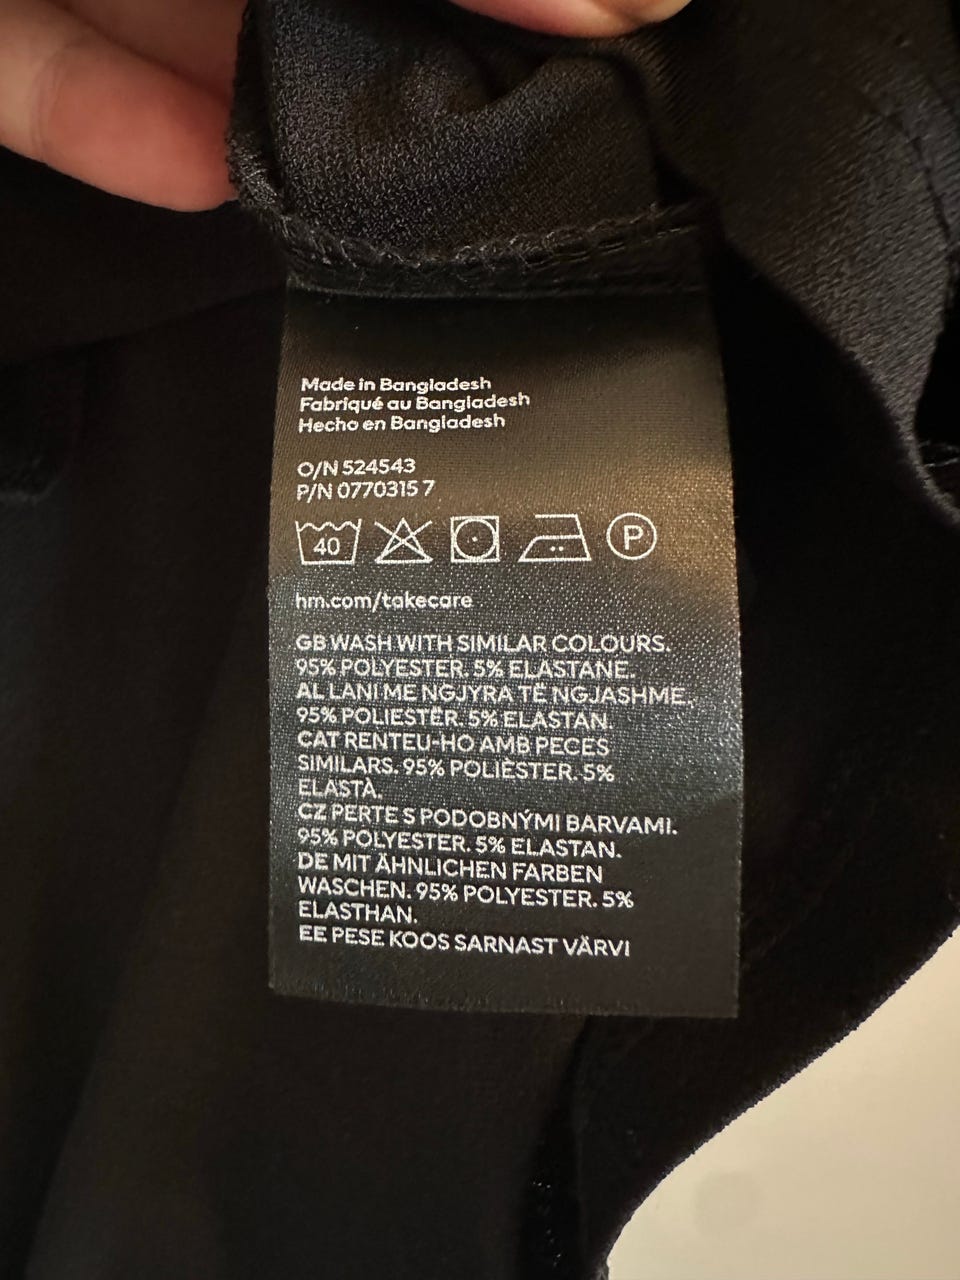 Made in Bangladesh
Fabriqué au Bangladesh
Hecho en Bangladesh
O/N 524543
P/N 0770315 7
40 P
hm.com/takecare
GB WASH WITH SIMILAR COLOURS.
95% POLYESTER. 5% ELASTANE.
AL LANI ME NGJYRA TË NGJASHME.
95% POLIESTËR. 5% ELASTAN.
CAT RENTEU-HO AMB PECES
SIMILARS. 95% POLIÈSTER. 5%
ELASTÀ.
CZ PERTE S PODOBNÝMI BARVAMI.
95% POLYESTER. 5% ELASTAN.
DE MIT ÄHNLICHEN FARBEN
WASCHEN. 95% POLYESTER. 5%
ELASTHAN.
EE PESE KOOS SARNAST VÄRVI